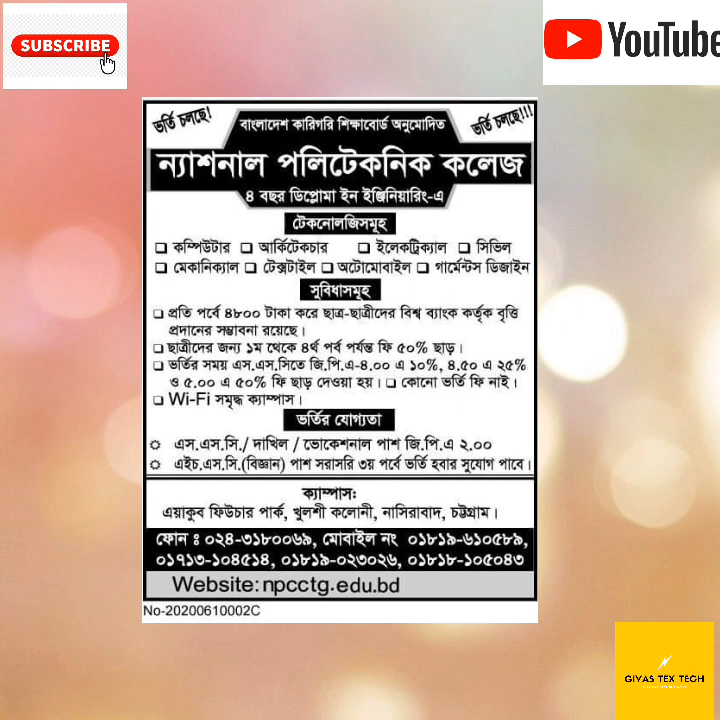 SUBSCRIBE
YouTube
ভর্তি চলছে!
বাংলাদেশ কারিগরি শিক্ষাবোর্ড অনুমোদিত
ভর্তি চলছে!!!
ন্যাশনাল পলিটেকনিক কলেজ
৪ বছর ডিপ্লোমা ইন ইঞ্জিনিয়ারিং-এ
টেকনোলজিসমূহ
কম্পিউটার আর্কিটেকচার ইলেকট্রিক্যাল সিভিল
মেকানিক্যাল টেক্সটাইল অটোমোবাইল গার্মেন্টস ডিজাইন
সুবিধাসমূহ
প্রতি পর্বে ৪৮০০ টাকা করে ছাত্র-ছাত্রীদের বিশ্ব ব্যাংক কর্তৃক বৃত্তি
প্রদানের সম্ভাবনা রয়েছে।
ছাত্রীদের জন্য ১ম থেকে ৪র্থ পর্ব পর্যন্ত ফি ৫০% ছাড়।
ভর্তির সময় এস.এস.সিতে জি.পি.এ-৪.০০ এ ১০%, ৪.৫০ এ ২৫%
ও ৫.০০ এ ৫০% ফি ছাড় দেওয়া হয়। কোনো ভর্তি ফি নাই।
Wi-Fi সমৃদ্ধ ক্যাম্পাস।
ভর্তির যোগ্যতা
এস.এস.সি./ দাখিল / ভোকেশনাল পাশ জি.পি.এ ২.০০
এইচ.এস.সি.(বিজ্ঞান) পাশ সরাসরি ৩য় পর্বে ভর্তি হবার সুযোগ পাবে।
ক্যাম্পাস:
এয়াকুব ফিউচার পার্ক, খুলশী কলোনী, নাসিরাবাদ, চট্টগ্রাম।
ফোন ঃ ০২৪-৩১৮০০৬৯, মোবাইল নং ০১৮১৯-৬১০৫৮৯,
০১৭১৩-১০৪৫১৪, ০১৮১৯-০২৩০২৬, ০১৮১৮-১০৫০৪৩
Website: npcctg.edu.bd
No-20200610002C
GIYAS TEX TECH